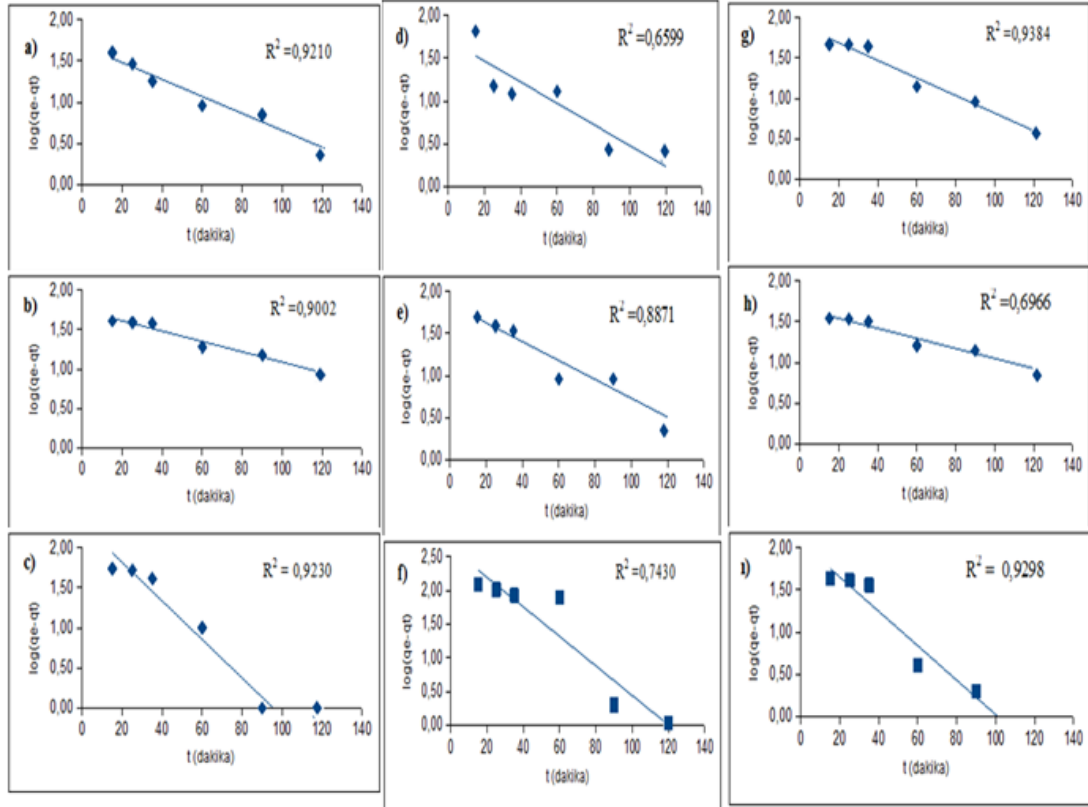 a)
R² =0,9210
2,00
1,50
1,00
0,50
0,00
log(qe-qt)
0 20 40 60 80 100 120 140
t (dakika)
d)
R² =0,6599
2,00
1,50
1,00
0,50
0,00
log(qe-qt)
0 20 40 60 80 100 120 140
t (dakika)
g)
R² =0,9384
2,00
1,50
1,00
0,50
0,00
log(qe-qt)
0 20 40 60 80 100 120 140
t (dakika)
b)
R² =0,9002
2,00
1,50
1,00
0,50
0,00
log(qe-qt)
0 20 40 60 80 100 120 140
t (dakika)
e)
R² =0,8871
2,00
1,50
1,00
0,50
0,00
log(qe-qt)
0 20 40 60 80 100 120 140
t (dakika)
h)
R² =0,6966
2,00
1,50
1,00
0,50
0,00
log(qe-qt)
0 20 40 60 80 100 120 140
t (dakika)
c)
R² =0,9230
2,00
1,50
1,00
0,50
0,00
log(qe-qt)
0 20 40 60 80 100 120 140
t (dakika)
f)
R² =0,7430
2,50
2,00
1,50
1,00
0,50
0,00
log(qe-qt)
0 20 40 60 80 100 120 140
t (dakika)
ı)
R² = 0,9298
2,00
1,50
1,00
0,50
0,00
log(qe-qt)
0 20 40 60 80 100 120 140
t (dakika)